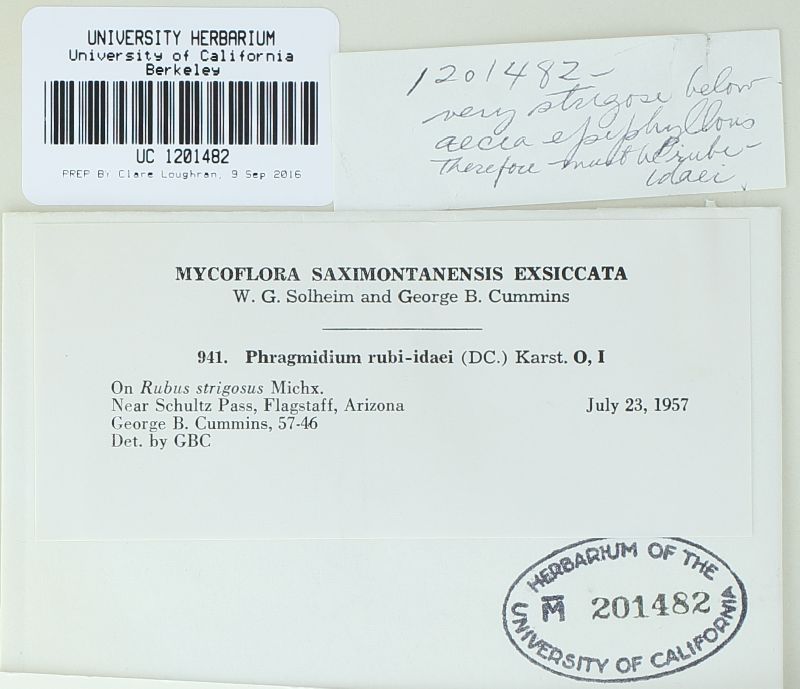 UNIVERSITY HERBARIUM
University of California
Berkeley
UC 1201482
PREP BY Clare Loughran, 9 Sep 2016
1201482-
very strigose below-
aecia epiphyllous
therefore must be rubi-
idaei.
MYCOFLORA SAXIMONTANENSIS EXSICCATA
W. G. Solheim and George B. Cummins
941. Phragmidium rubi-idaei (DC.) Karst. O, I
On Rubus strigosus Michx.
Near Schultz Pass, Flagstaff, Arizona July 23, 1957
George B. Cummins, 57-46
Det. by GBC
HERBARIUM OF THE
M 201482
UNIVERSITY OF CALIFORNIA